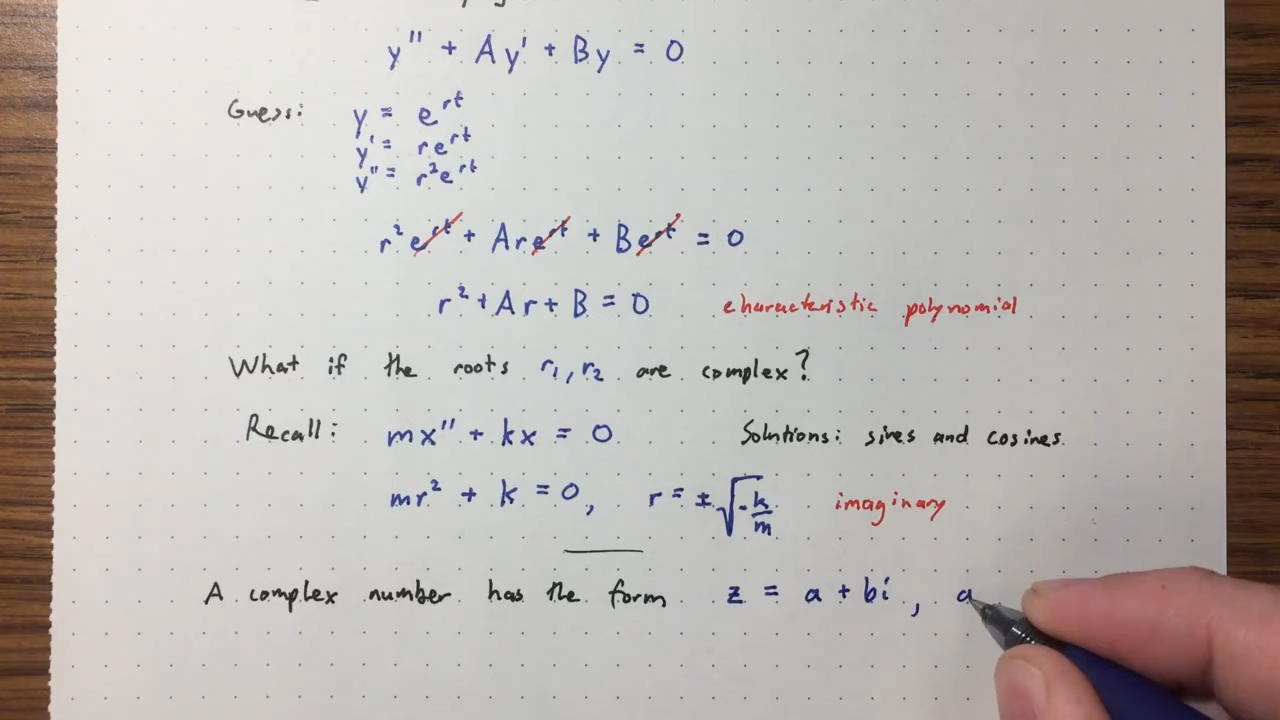 y'' + Ay' + By = 0
Guess: y = e^{rt}
y' = re^{rt}
y'' = r²e^{rt}
r²e^{rt} + Are^{rt} + Be^{rt} = 0
r² + Ar + B = 0 characteristic polynomial
What if the roots r₁, r₂ are complex?
Recall: mx'' + kx = 0 Solutions: sines and cosines
mr² + k = 0, r = ±√(-k/m) imaginary
A complex number has the form z = a + bi, a